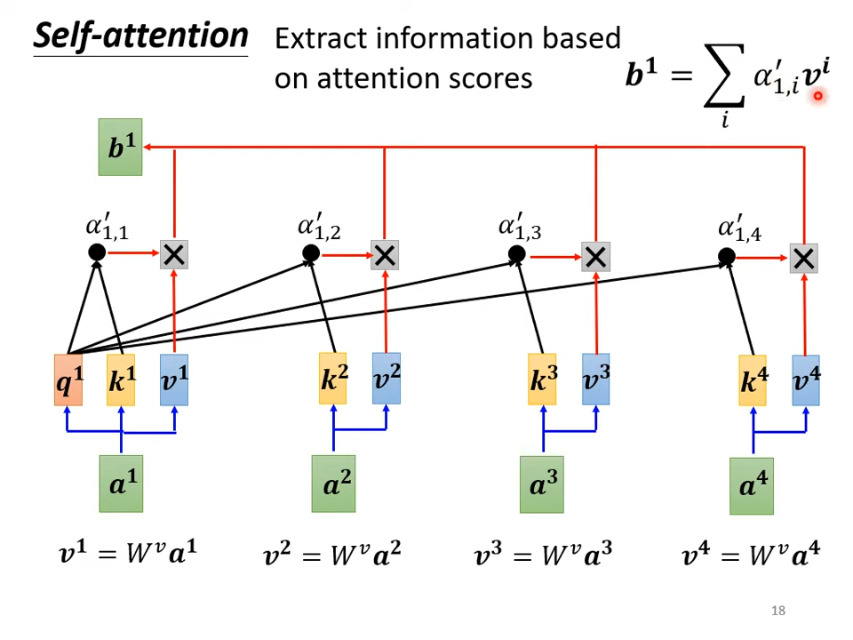 Self-attention Extract information based
on attention scores
b¹ = ∑ᵢ α′₁,ᵢvⁱ
b¹
α′₁,₁ α′₁,₂ α′₁,₃ α′₁,₄
× × × ×
q¹ k¹ v¹ k² v² k³ v³ k⁴ v⁴
a¹ a² a³ a⁴
v¹ = Wᵛa¹ v² = Wᵛa² v³ = Wᵛa³ v⁴ = Wᵛa⁴
18